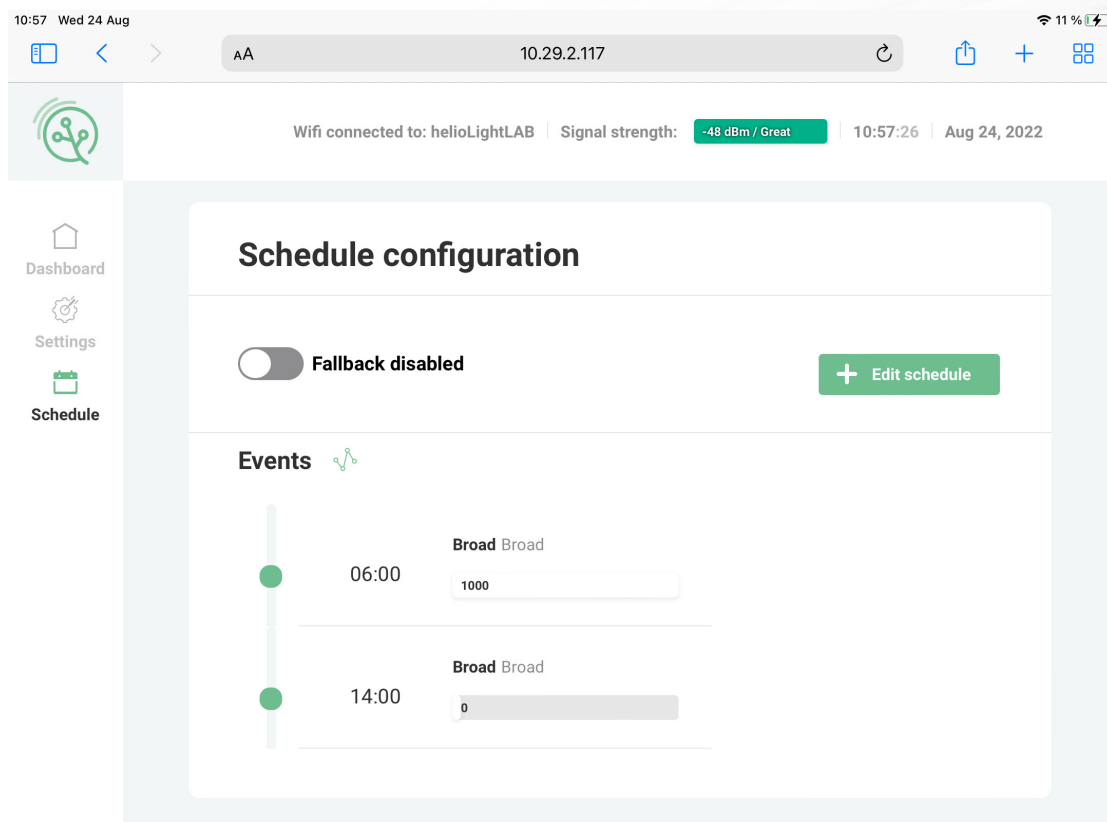 10:57 Wed 24 Aug 11 %
AA 10.29.2.117
Wifi connected to: helioLightLAB Signal strength: -48 dBm / Great 10:57:26 Aug 24, 2022
Dashboard
Settings
Schedule
Schedule configuration
Fallback disabled
Edit schedule
Events
06:00
Broad Broad
1000
14:00
Broad Broad
0